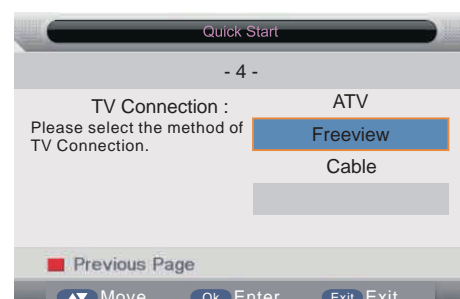 Quick Start
- 4 -
TV Connection :
Please select the method of
TV Connection.
ATV
Freeview
Cable
Previous Page
▲▼ Move Ok Enter Exit Exit